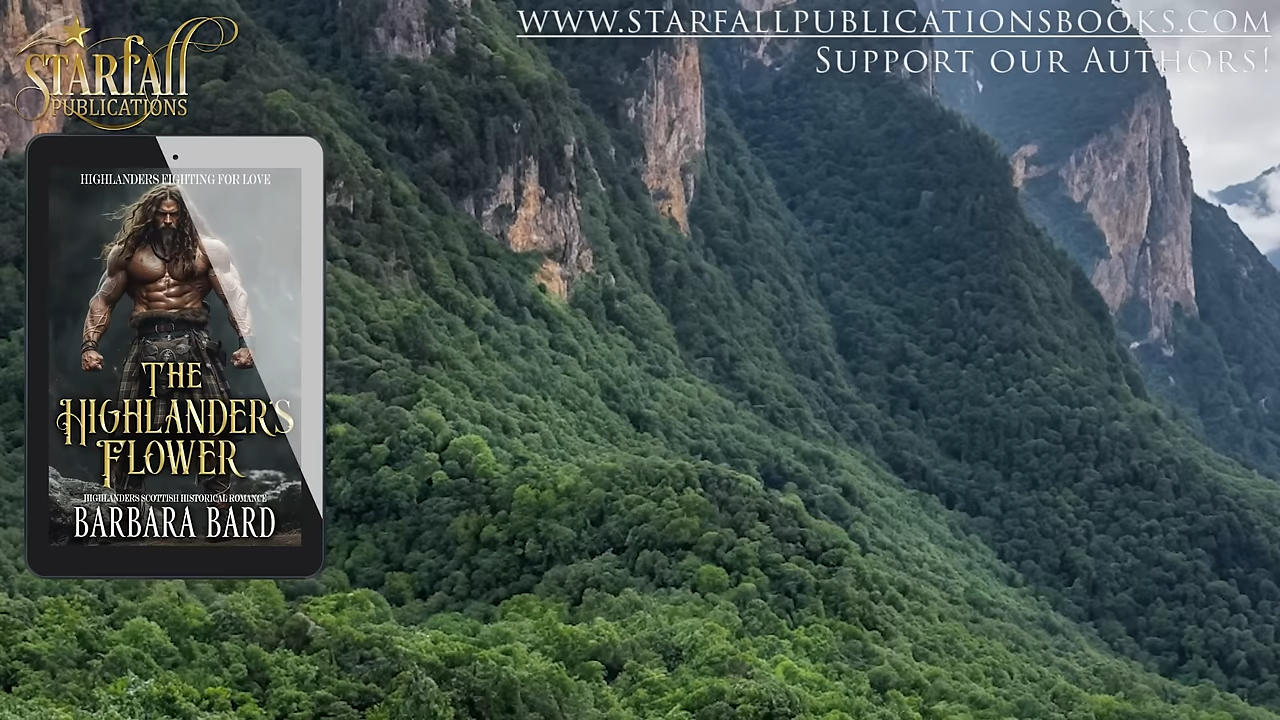 STARfAll
PUBLICATIONS
WWW.STARFALLPUBLICATIONSBOOKS.COM
SUPPORT OUR AUTHORS!
HIGHLANDERS FIGHTING FOR LOVE
THE
HIGHLANDER'S
FLOWER
HIGHLANDERS SCOTTISH HISTORICAL ROMANCE
BARBARA BARD